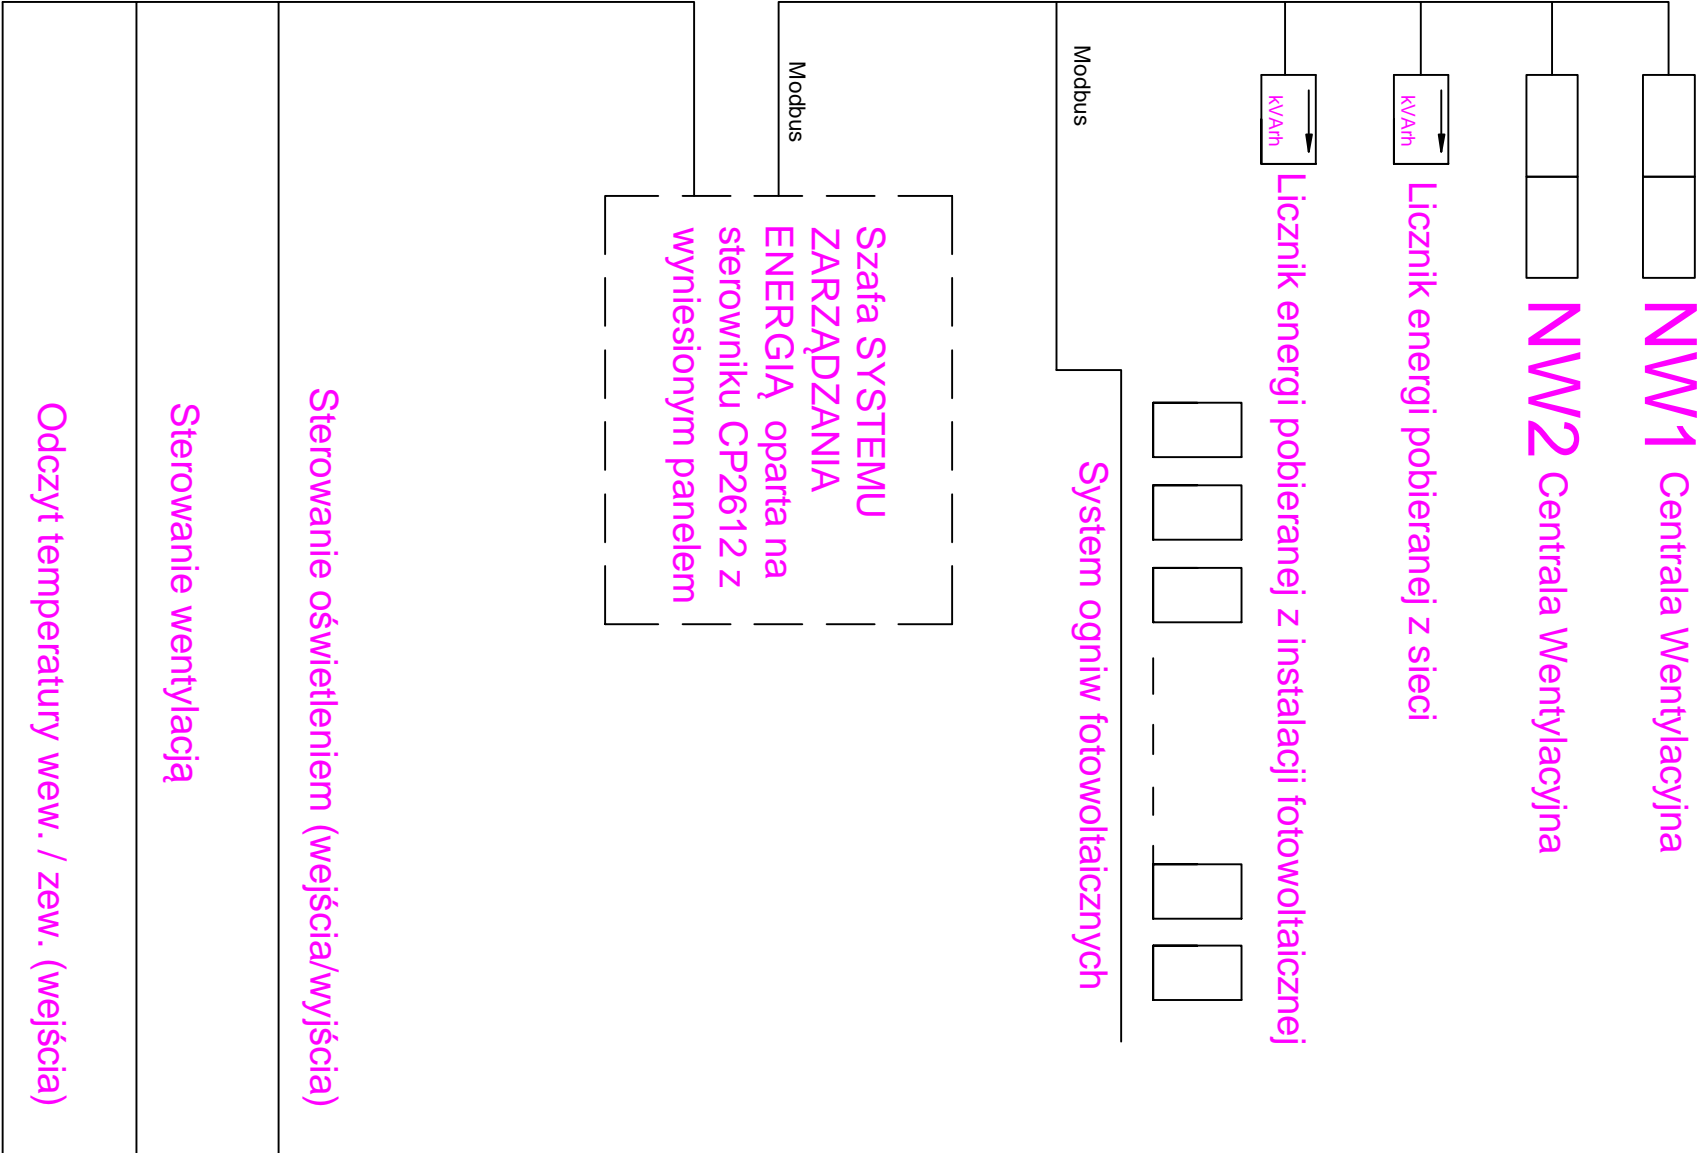 NW1 Centrala Wentylacyjna
NW2 Centrala Wentylacyjna
kVArh
Licznik energi pobieranej z sieci
kVArh
Licznik energi pobieranej z instalacji fotowoltaicznej
Modbus
System ogniw fotowoltaicznych
Modbus
Szafa SYSTEMU
ZARZĄDZANIA
ENERGIĄ oparta na
sterowniku CP2612 z
wyniesionym panelem
Sterowanie oświetleniem (wejścia/wyjścia)
Sterowanie wentylacją
Odczyt temperatury wew. / zew. (wejścia)